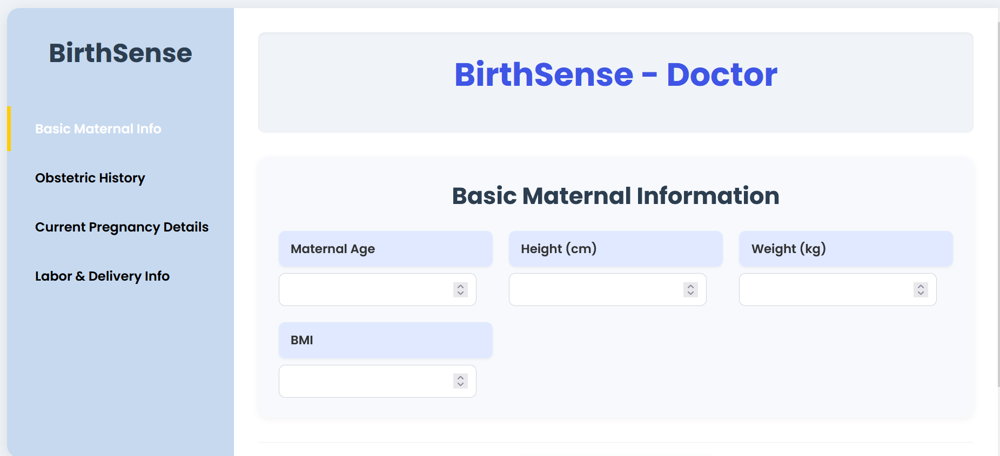 BirthSense
Basic Maternal Info
Obstetric History
Current Pregnancy Details
Labor & Delivery Info
BirthSense - Doctor
Basic Maternal Information
Maternal Age
Height (cm)
Weight (kg)
BMI